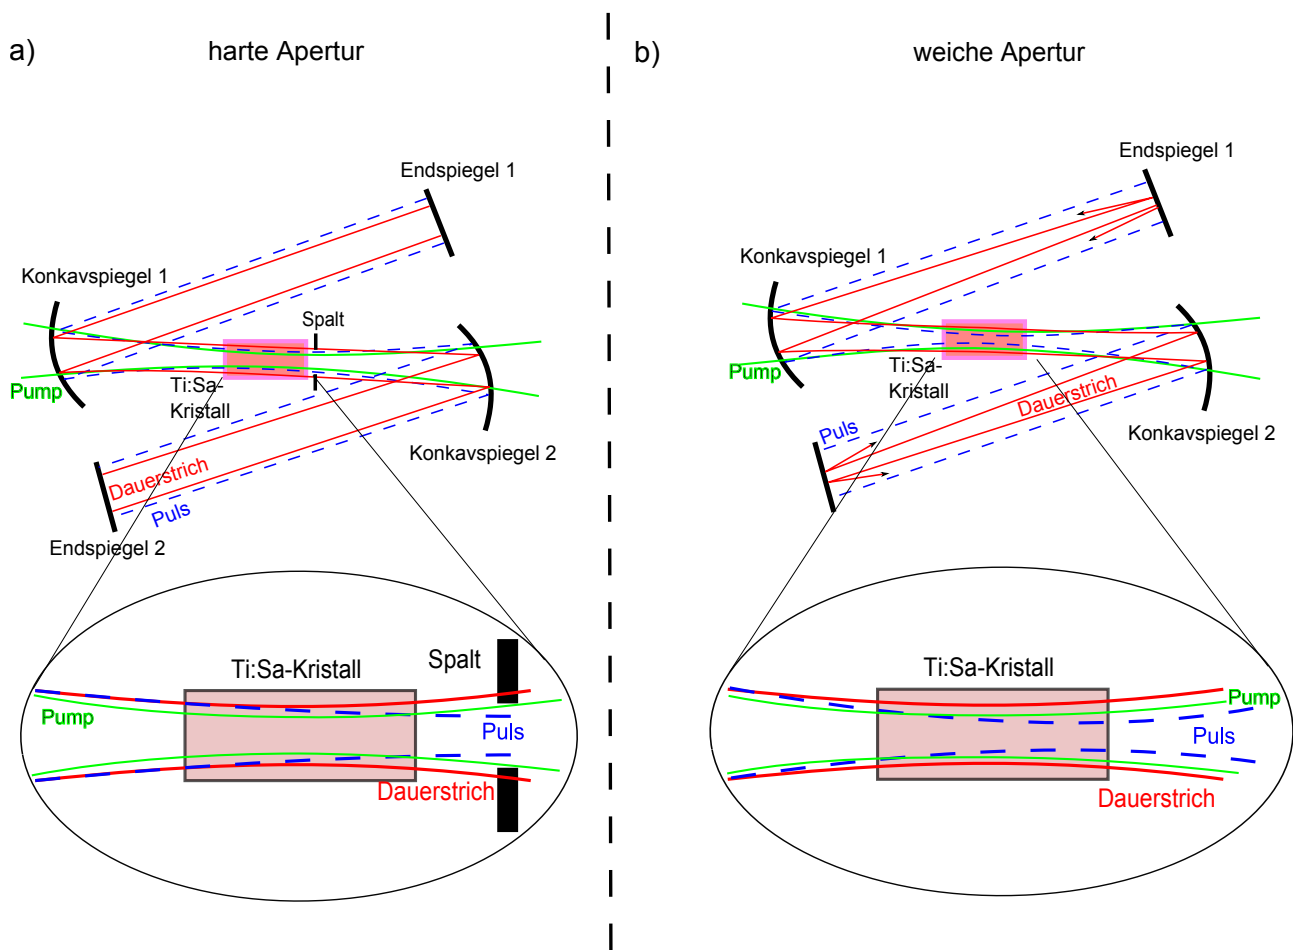 a)
harte Apertur
Endspiegel 1
Konkavspiegel 1
Spalt
Pump
Ti:Sa-
Kristall
Konkavspiegel 2
Dauerstrich
Puls
Endspiegel 2
Ti:Sa-Kristall
Spalt
Pump
Puls
Dauerstrich
b)
weiche Apertur
Endspiegel 1
Konkavspiegel 1
Pump
Ti:Sa-
Kristall
Dauerstrich
Konkavspiegel 2
Puls
Ti:Sa-Kristall
Pump
Puls
Dauerstrich